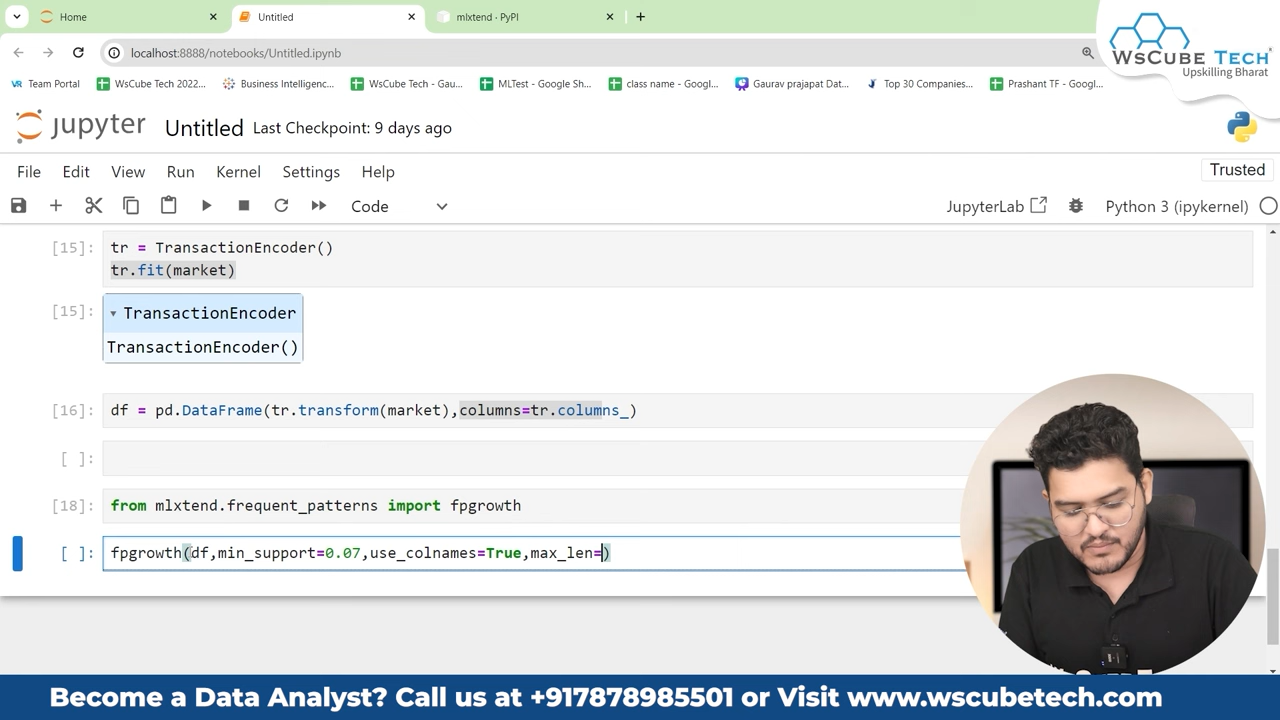 Home
Untitled
mlxtend · PyPI
localhost:8888/notebooks/Untitled.ipynb
WsCube Tech
Upskilling Bharat
VR Team Portal
WsCube Tech 2022...
Business Intelligenc...
WsCube Tech - Gau...
MLTest - Google Sh...
class name - Googl...
Gaurav prajapat Dat...
Top 30 Companies...
Prashant TF - Googl...
jupyter Untitled Last Checkpoint: 9 days ago
File Edit View Run Kernel Settings Help
Trusted
Code
JupyterLab
Python 3 (ipykernel)
[15]: tr = TransactionEncoder()
tr.fit(market)
[15]: TransactionEncoder
TransactionEncoder()
[16]: df = pd.DataFrame(tr.transform(market),columns=tr.columns_)
[ ]:
[18]: from mlxtend.frequent_patterns import fpgrowth
[ ]: fpgrowth(df,min_support=0.07,use_colnames=True,max_len=)
Become a Data Analyst? Call us at +917878985501 or Visit www.wscubetech.com